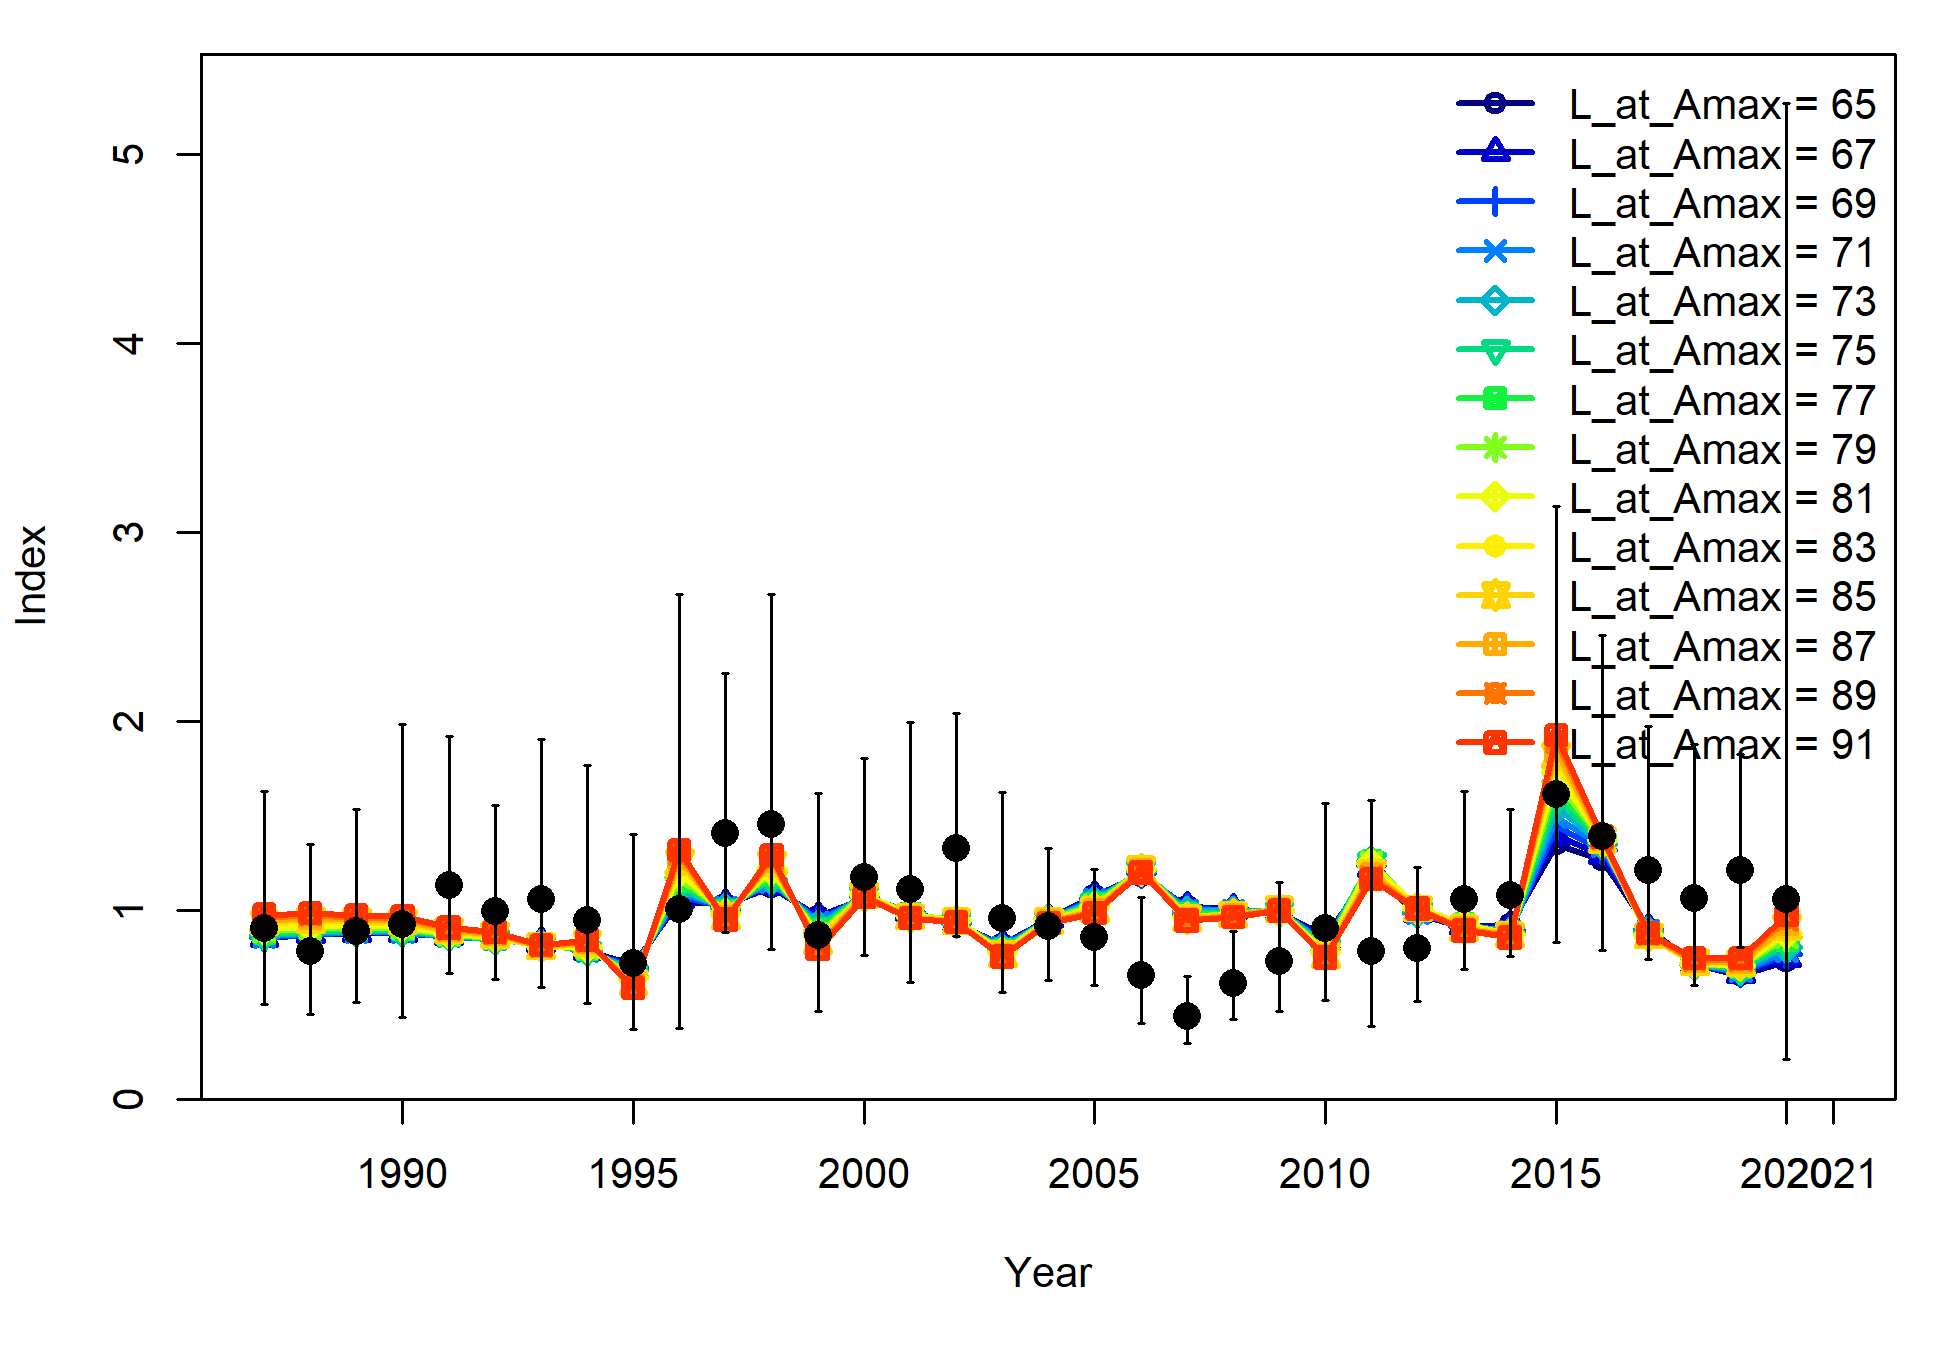 L_at_Amax = 65
L_at_Amax = 67
L_at_Amax = 69
L_at_Amax = 71
L_at_Amax = 73
L_at_Amax = 75
L_at_Amax = 77
L_at_Amax = 79
L_at_Amax = 81
L_at_Amax = 83
L_at_Amax = 85
L_at_Amax = 87
L_at_Amax = 89
L_at_Amax = 91
5
4
3
2
1
0
Index
1990 1995 2000 2005 2010 2015 2020 2021
Year